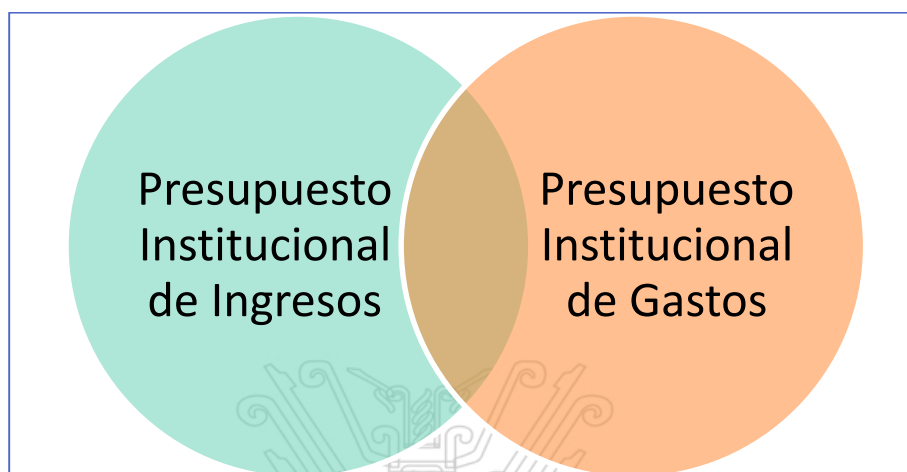 Presupuesto
Institucional
de Ingresos
Presupuesto
Institucional
de Gastos